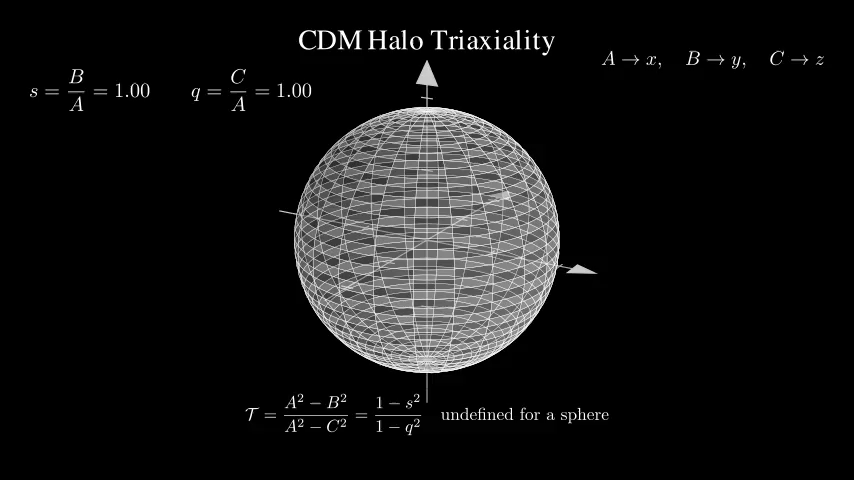 CDM Halo Triaxiality
A → x, B → y, C → z
s = B/A = 1.00 q = C/A = 1.00
𝒯 = (A² − B²)/(A² − C²) = (1 − s²)/(1 − q²) undefined for a sphere